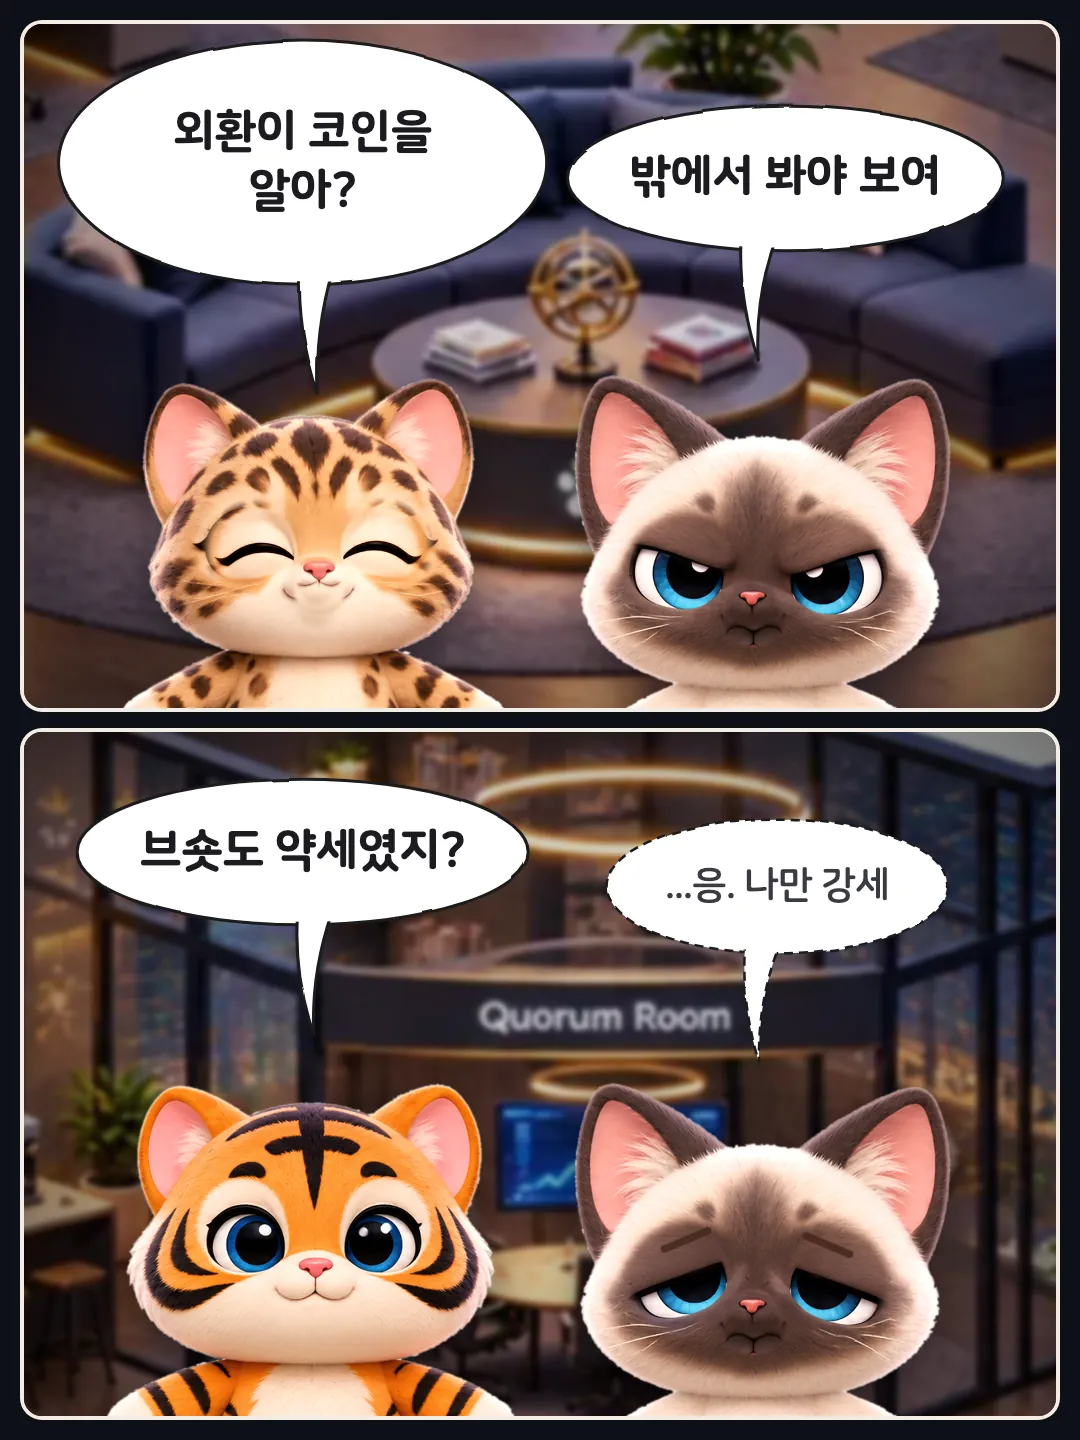 외환이 코인을
알아?
밖에서 봐야 보여
브숏도 약세였지?
...응. 나만 강세
Quorum Room